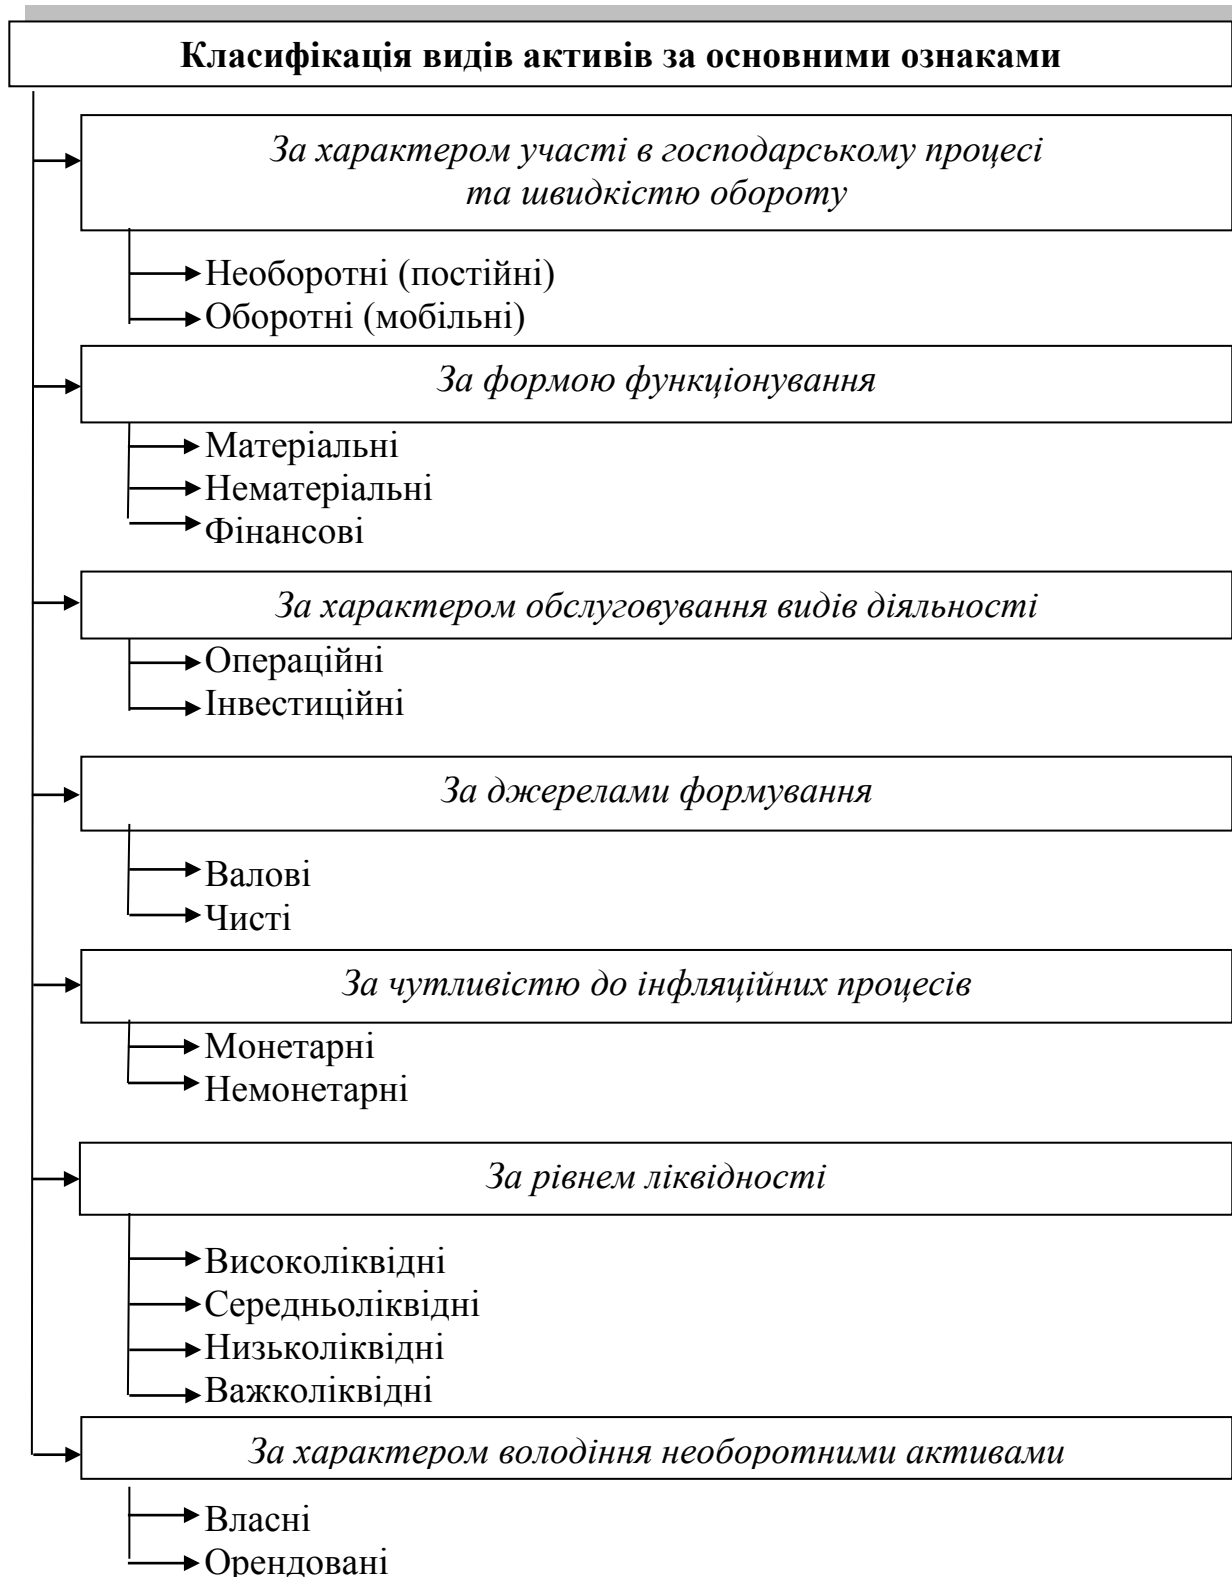 Класифікація видів активів за основними ознаками
За характером участі в господарському процесі
та швидкістю обороту
Необоротні (постійні)
Оборотні (мобільні)
За формою функціонування
Матеріальні
Нематеріальні
Фінансові
За характером обслуговування видів діяльності
Операційні
Інвестиційні
За джерелами формування
Валові
Чисті
За чутливістю до інфляційних процесів
Монетарні
Немонетарні
За рівнем ліквідності
Високоліквідні
Середньоліквідні
Низьколіквідні
Важколіквідні
За характером володіння необоротними активами
Власні
Орендовані